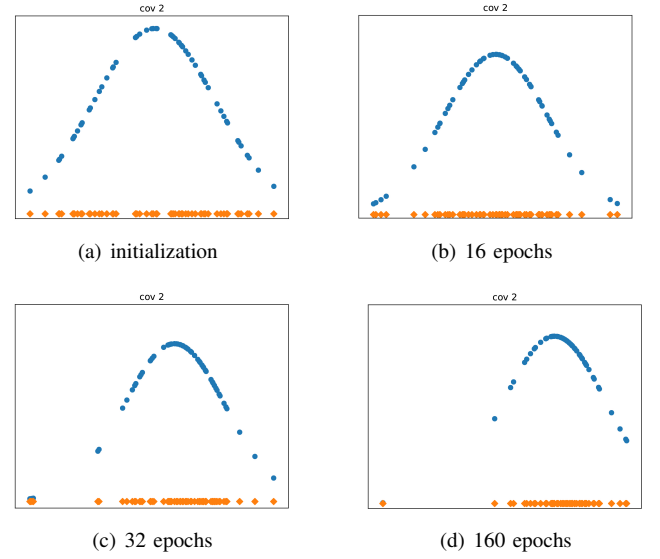 cov 2
cov 2
(a) initialization
(b) 16 epochs
cov 2
cov 2
(c) 32 epochs
(d) 160 epochs